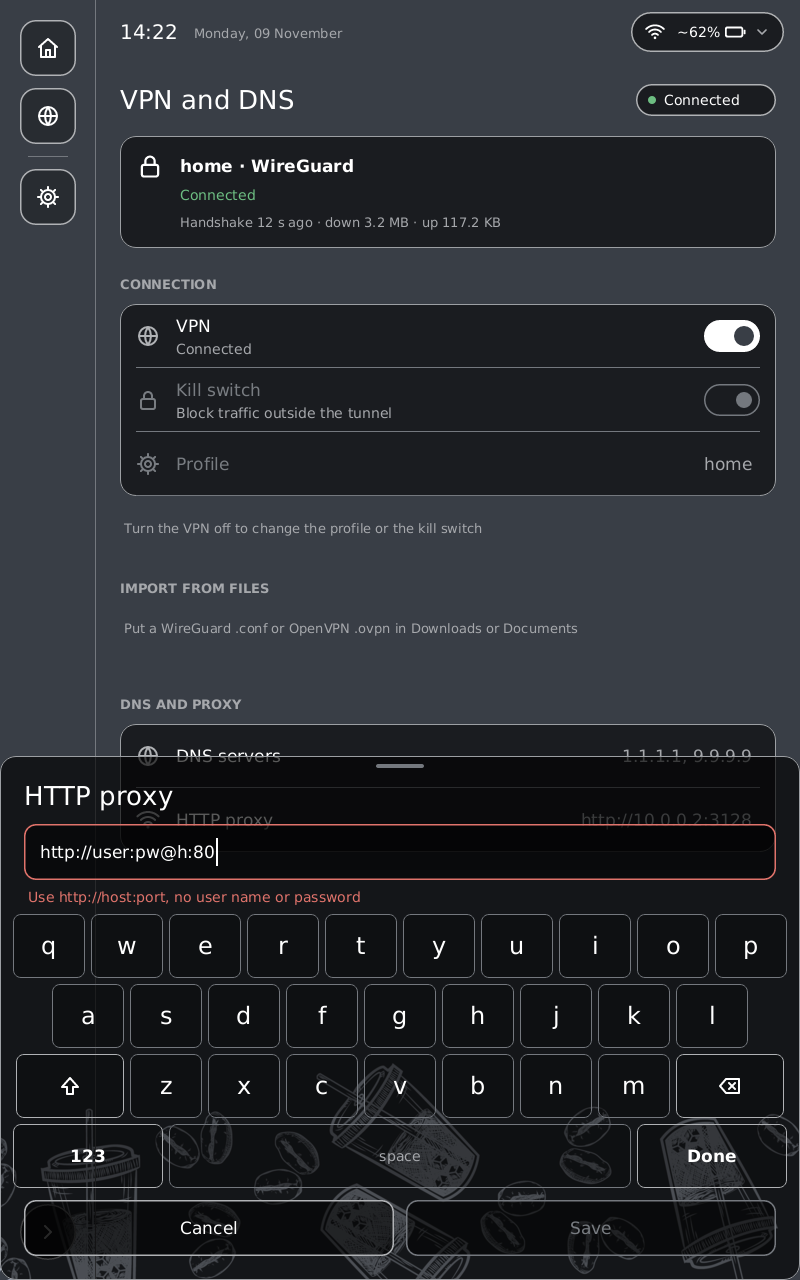 14:22 Monday, 09 November ~62%
VPN and DNS Connected
home · WireGuard
Connected
Handshake 12 s ago · down 3.2 MB · up 117.2 KB
CONNECTION
VPN
Connected
Kill switch
Block traffic outside the tunnel
Profile home
Turn the VPN off to change the profile or the kill switch
IMPORT FROM FILES
Put a WireGuard .conf or OpenVPN .ovpn in Downloads or Documents
DNS AND PROXY
DNS servers 1.1.1.1, 9.9.9.9
HTTP proxy
HTTP proxy http://10.0.0.2:3128
http://user:pw@h:80
Use http://host:port, no user name or password
q w e r t y u i o p
a s d f g h j k l
z x c v b n m
123 space Done
Cancel Save